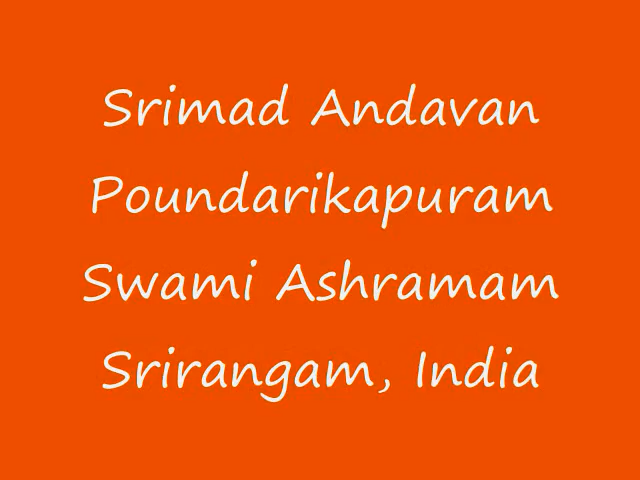 Srimad Andavan
Poundarikapuram
Swami Ashramam
Srirangam, India